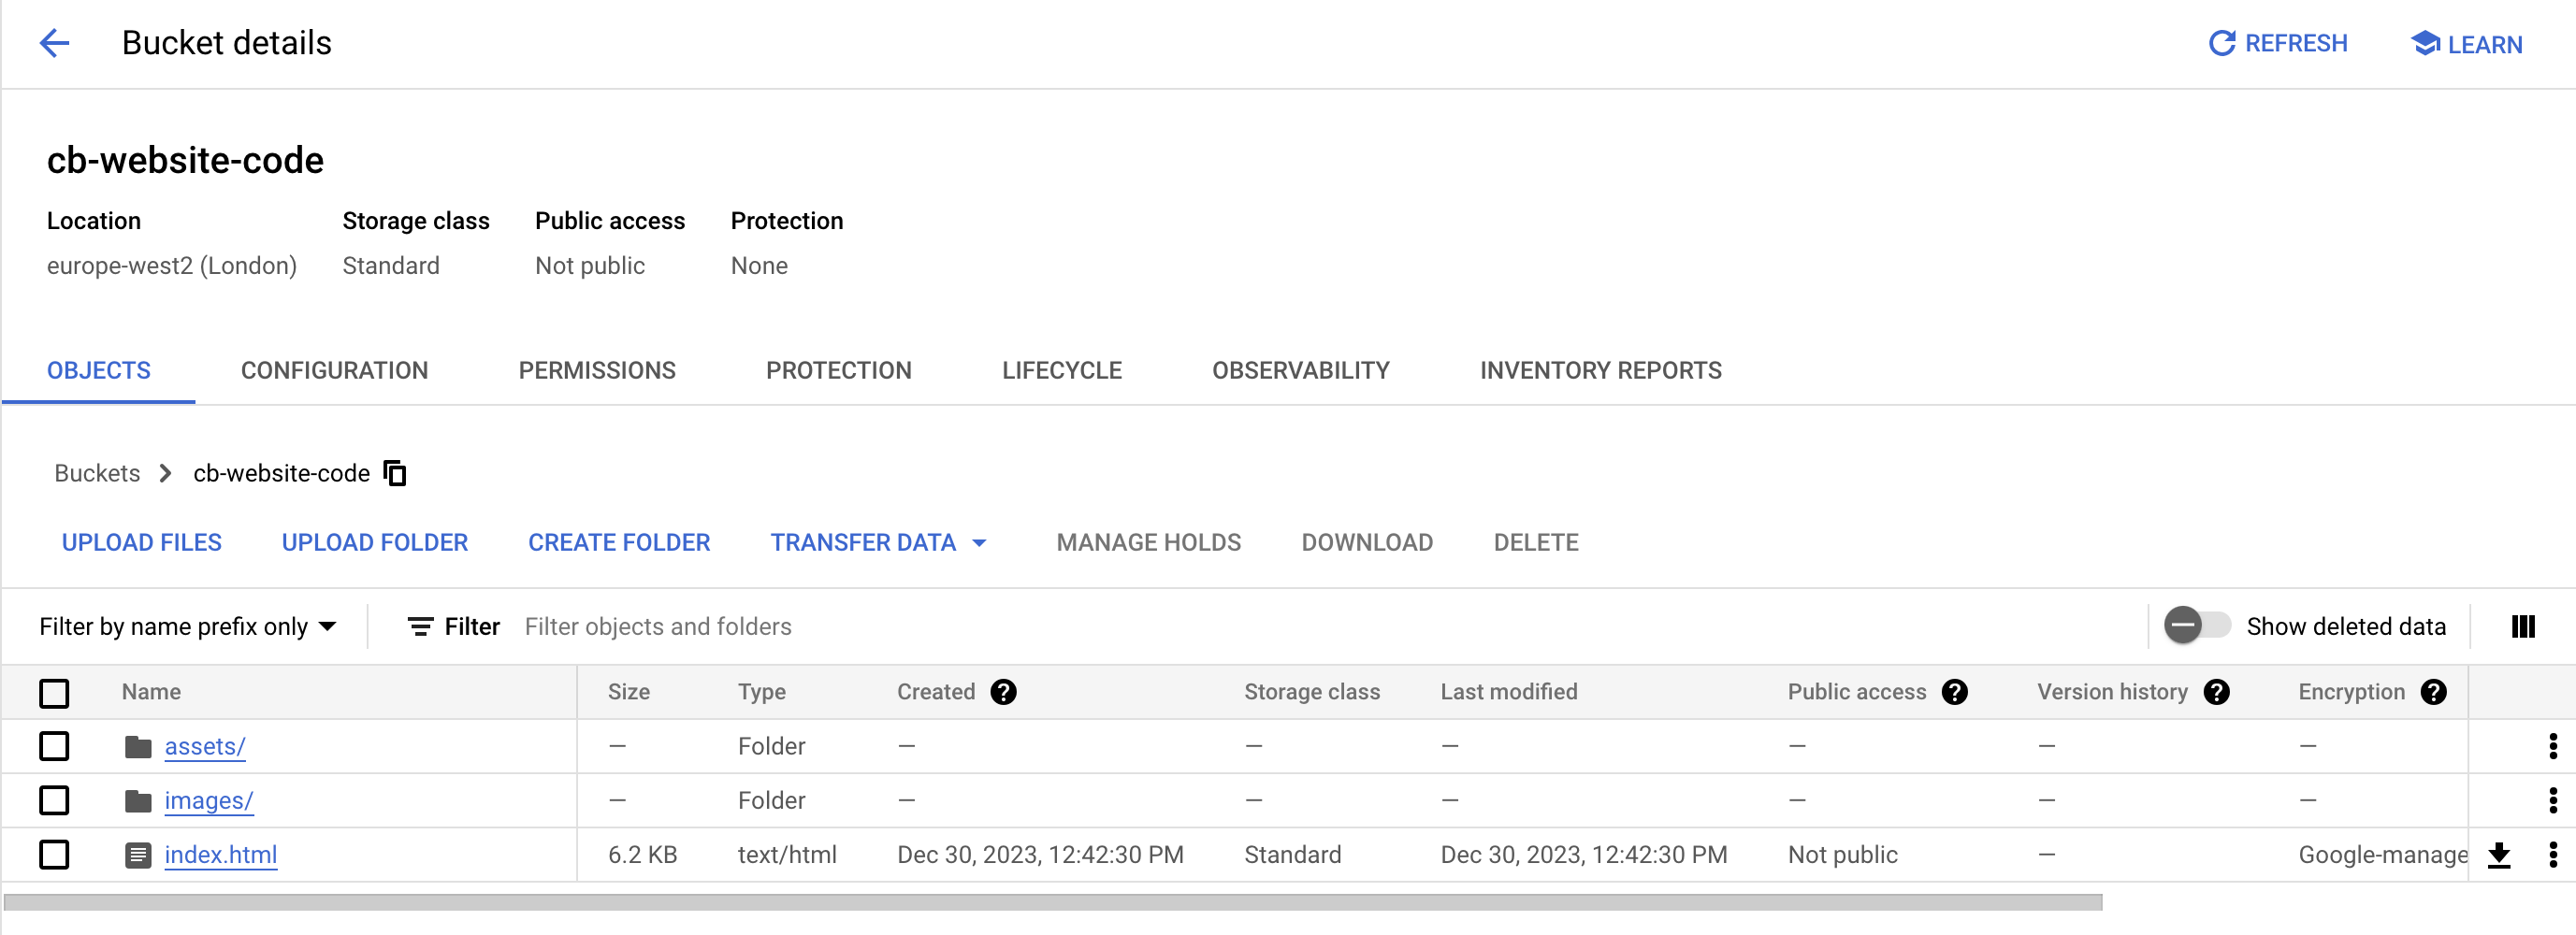 Bucket details
REFRESH LEARN
cb-website-code
Location Storage class Public access Protection
europe-west2 (London) Standard Not public None
OBJECTS CONFIGURATION PERMISSIONS PROTECTION LIFECYCLE OBSERVABILITY INVENTORY REPORTS
Buckets > cb-website-code
UPLOAD FILES UPLOAD FOLDER CREATE FOLDER TRANSFER DATA MANAGE HOLDS DOWNLOAD DELETE
Filter by name prefix only Filter Filter objects and folders Show deleted data
Name Size Type Created ? Storage class Last modified Public access ? Version history ? Encryption ?
assets/ — Folder — — — — — —
images/ — Folder — — — — — —
index.html 6.2 KB text/html Dec 30, 2023, 12:42:30 PM Standard Dec 30, 2023, 12:42:30 PM Not public — Google-manage